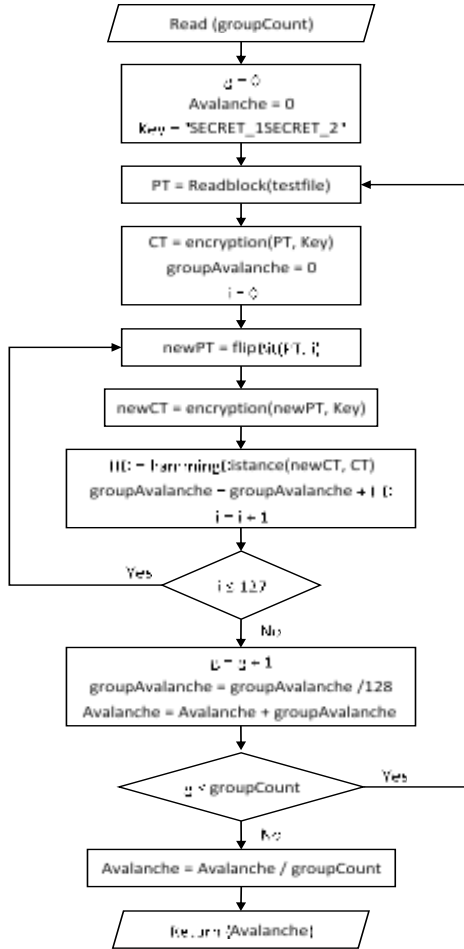 Read (groupCount)
g = 0
Avalanche = 0
Key = "SECRET_1SECRET_2"
PT = Readblock(testfile)
CT = encryption(PT, Key)
groupAvalanche = 0
i = 0
newPT = flipBit(PT, i)
newCT = encryption(newPT, Key)
HD = hammingDistance(newCT, CT)
groupAvalanche = groupAvalanche + HD
i = i + 1
Yes
i ≤ 127
No
g = g + 1
groupAvalanche = groupAvalanche /128
Avalanche = Avalanche + groupAvalanche
g < groupCount
Yes
No
Avalanche = Avalanche / groupCount
Return (Avalanche)